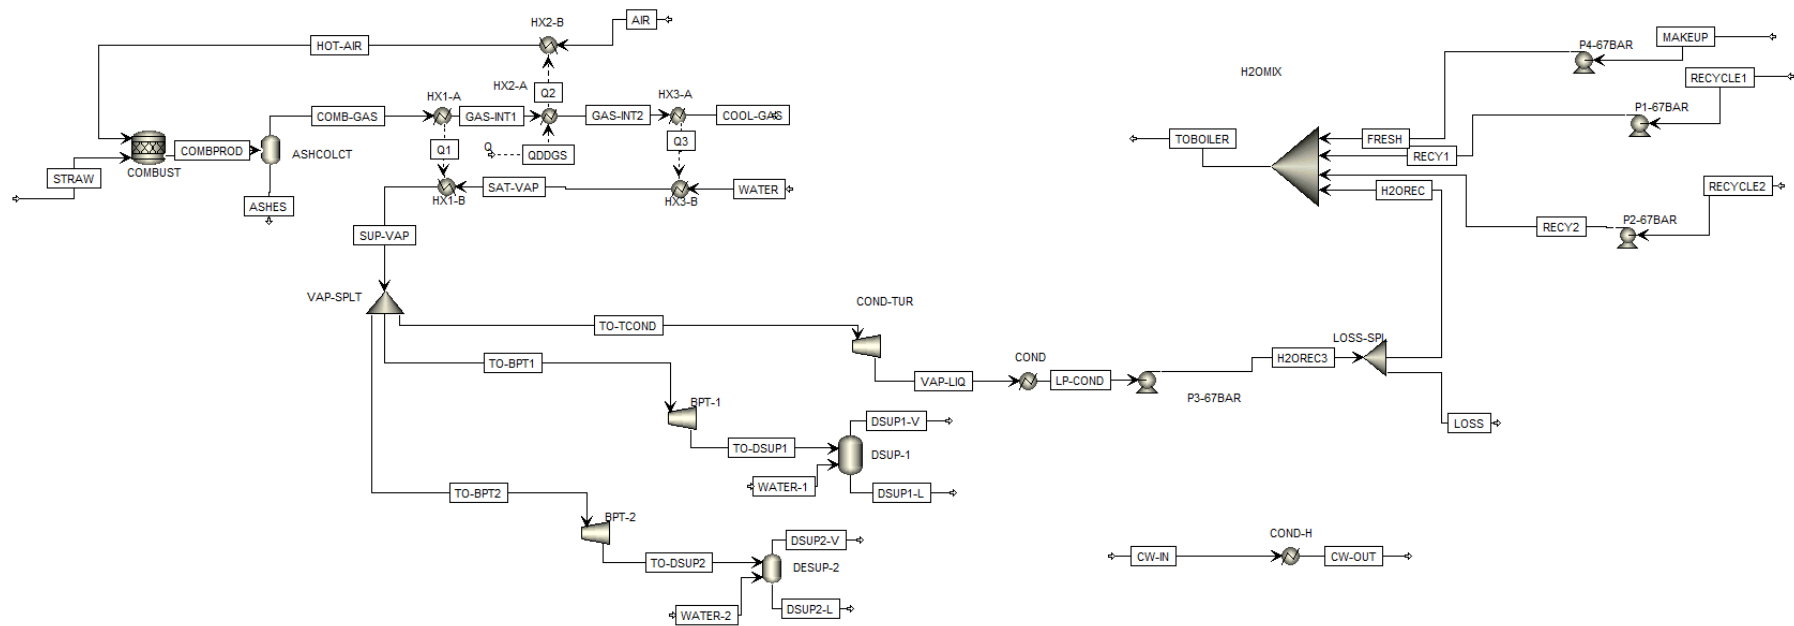 AIR
HX2-B
HOT-AIR
P4-67BAR
MAKEUP
H2OMIX
RECYCLE1
HX2-A
Q2
HX1-A
HX3-A
P1-67BAR
COMB-GAS
GAS-INT1
GAS-INT2
COOL-GAS
COMBPROD
ASHCOLCT
Q1
Q
QDDGS
Q3
TOBOILER
FRESH
RECY1
COMBUST
STRAW
SAT-VAP
WATER
H2OREC
RECYCLE2
ASHES
HX1-B
HX3-B
P2-67BAR
RECY2
SUP-VAP
VAP-SPLT
COND-TUR
TO-TCOND
LOSS-SPL
TO-BPT1
COND
H2OREC3
VAP-LIQ
LP-COND
P3-67BAR
BPT-1
DSUP1-V
LOSS
TO-DSUP1
DSUP-1
WATER-1
DSUP1-L
TO-BPT2
BPT-2
DSUP2-V
COND-H
TO-DSUP2
DESUP-2
CW-IN
CW-OUT
WATER-2
DSUP2-L